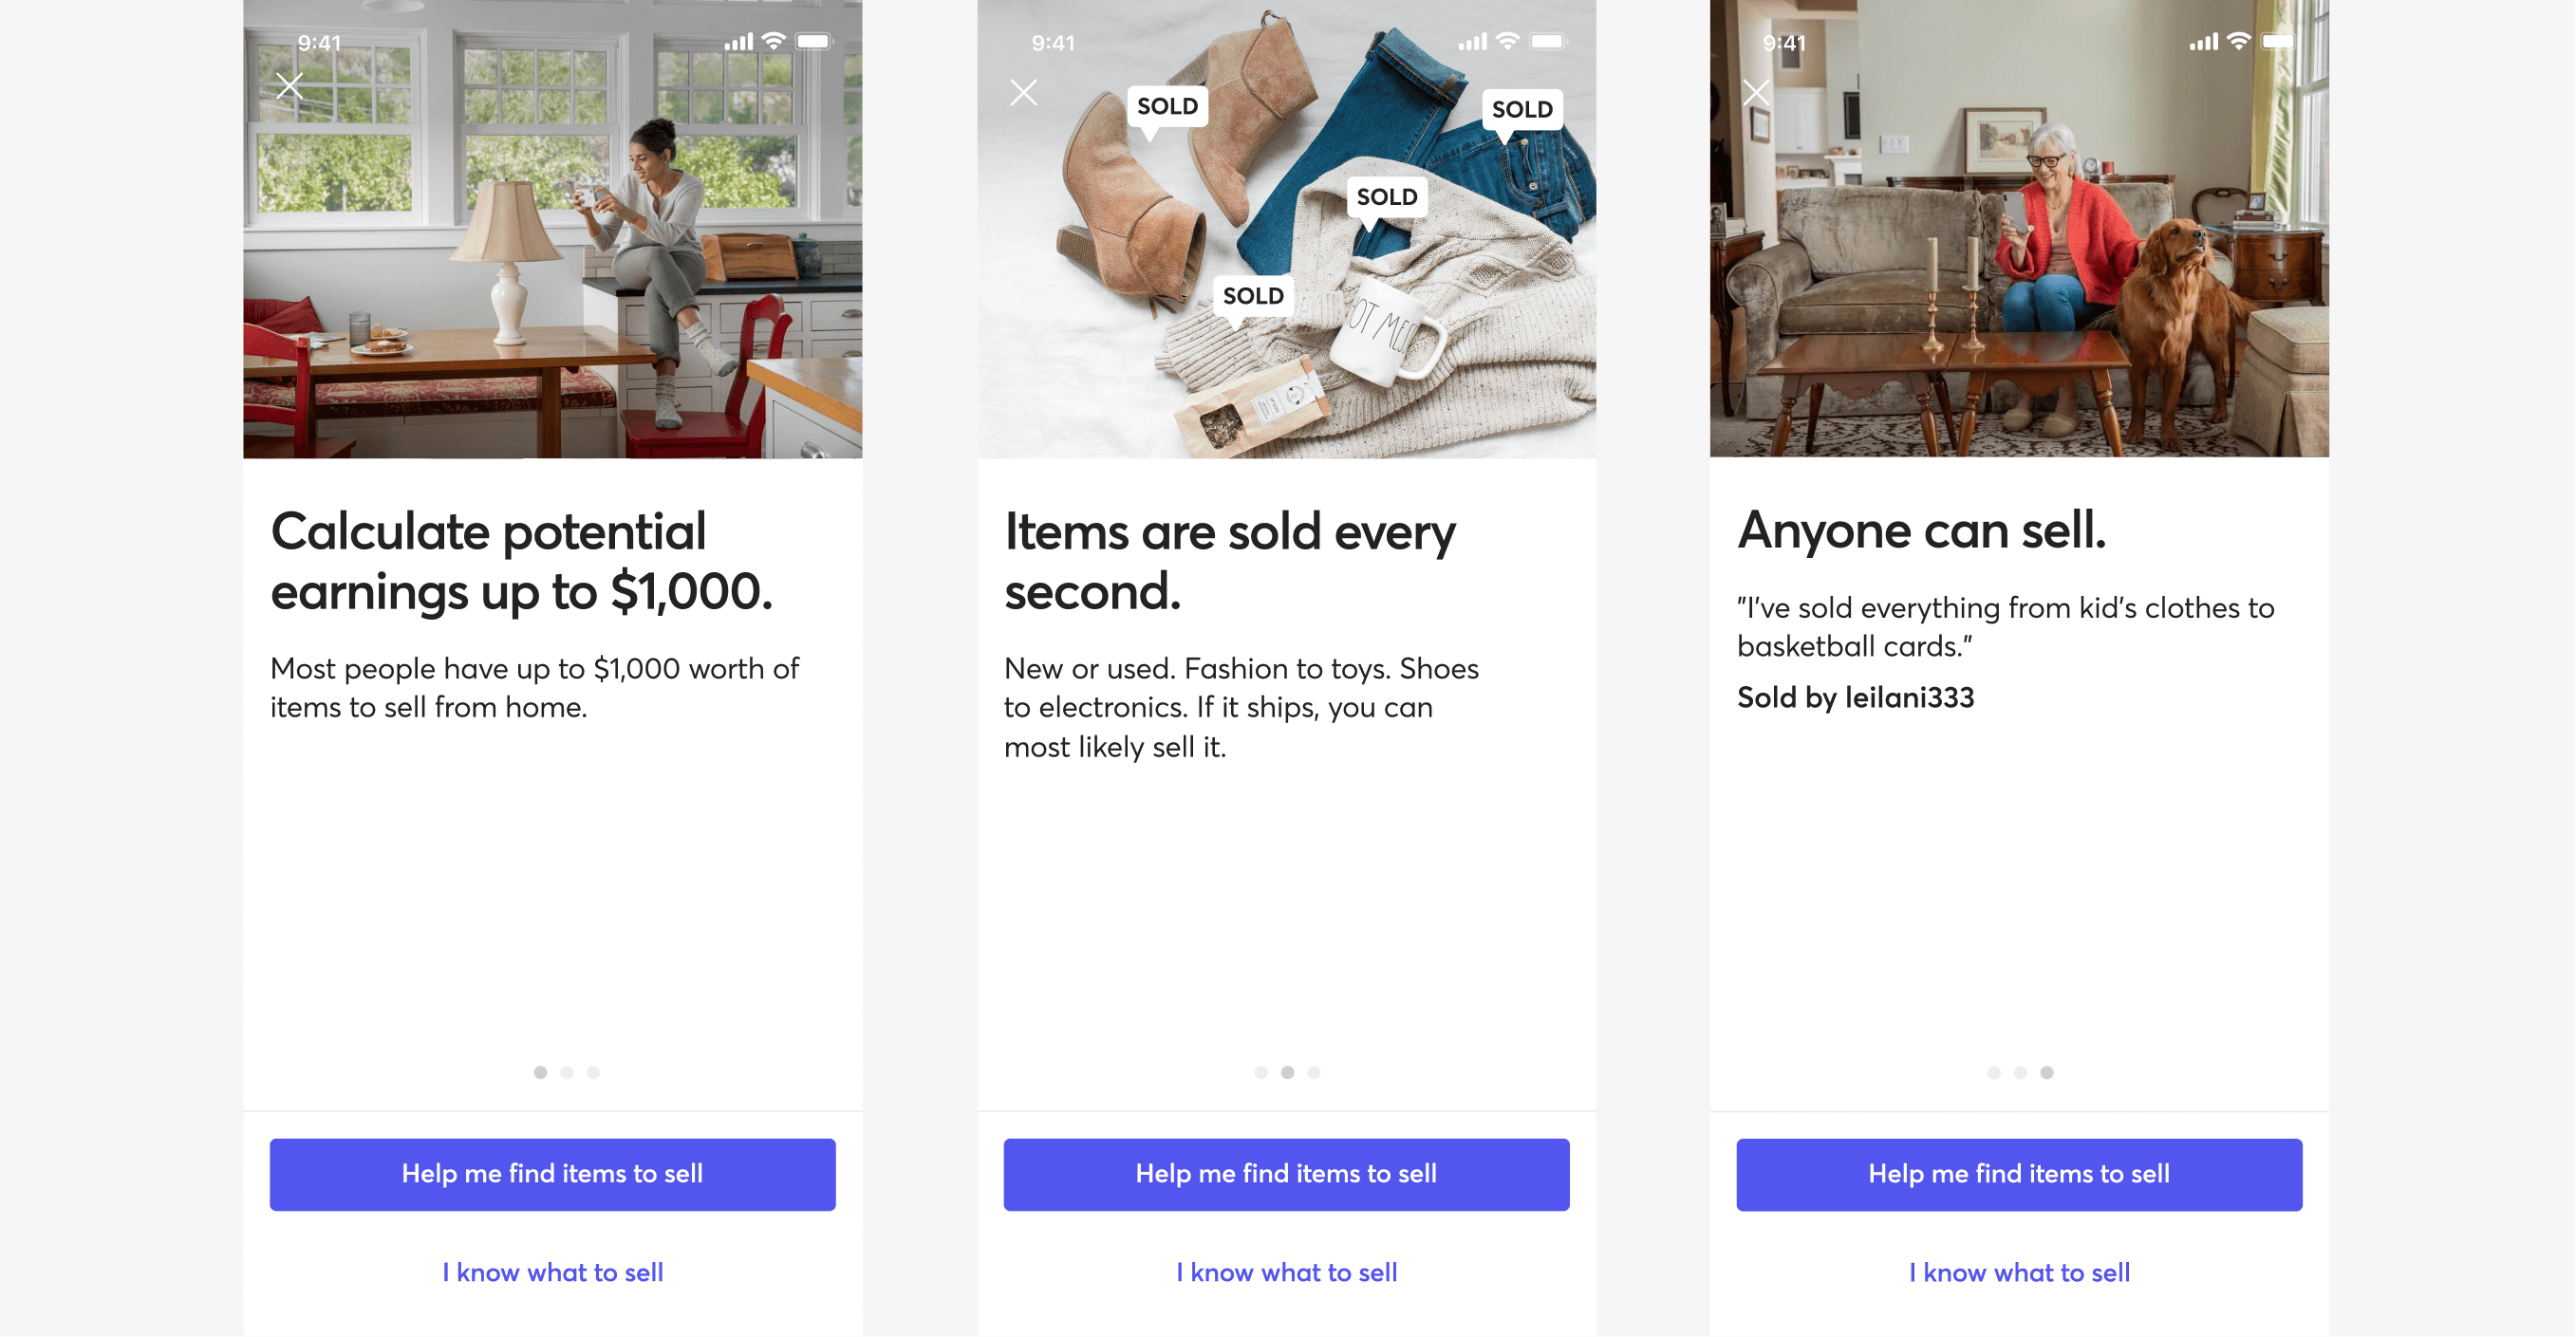 9:41
Calculate potential
earnings up to $1,000.
Most people have up to $1,000 worth of
items to sell from home.
Help me find items to sell
I know what to sell
9:41
SOLD
SOLD
SOLD
SOLD
OT ME
Items are sold every
second.
New or used. Fashion to toys. Shoes
to electronics. If it ships, you can
most likely sell it.
Help me find items to sell
I know what to sell
9:41
Anyone can sell.
"I've sold everything from kid's clothes to
basketball cards."
Sold by leilani333
Help me find items to sell
I know what to sell